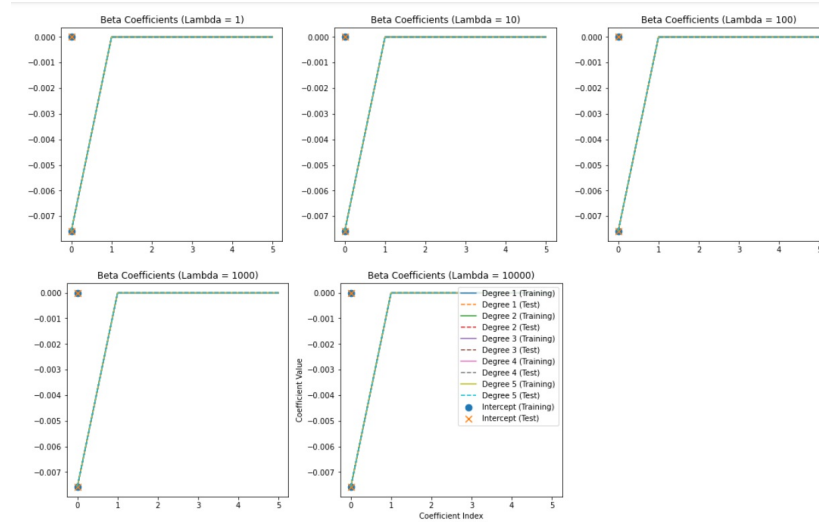 Beta Coefficients (Lambda = 1)
0.000
−0.001
−0.002
−0.003
−0.004
−0.005
−0.006
−0.007
0 1 2 3 4 5
Beta Coefficients (Lambda = 10)
0.000
−0.001
−0.002
−0.003
−0.004
−0.005
−0.006
−0.007
0 1 2 3 4 5
Beta Coefficients (Lambda = 100)
0.000
−0.001
−0.002
−0.003
−0.004
−0.005
−0.006
−0.007
0 1 2 3 4 5
Beta Coefficients (Lambda = 1000)
0.000
−0.001
−0.002
−0.003
−0.004
−0.005
−0.006
−0.007
0 1 2 3 4 5
Beta Coefficients (Lambda = 10000)
Coefficient Value
0.000
−0.001
−0.002
−0.003
−0.004
−0.005
−0.006
−0.007
Degree 1 (Training)
Degree 1 (Test)
Degree 2 (Training)
Degree 2 (Test)
Degree 3 (Training)
Degree 3 (Test)
Degree 4 (Training)
Degree 4 (Test)
Degree 5 (Training)
Degree 5 (Test)
Intercept (Training)
Intercept (Test)
0 1 2 3 4 5
Coefficient Index